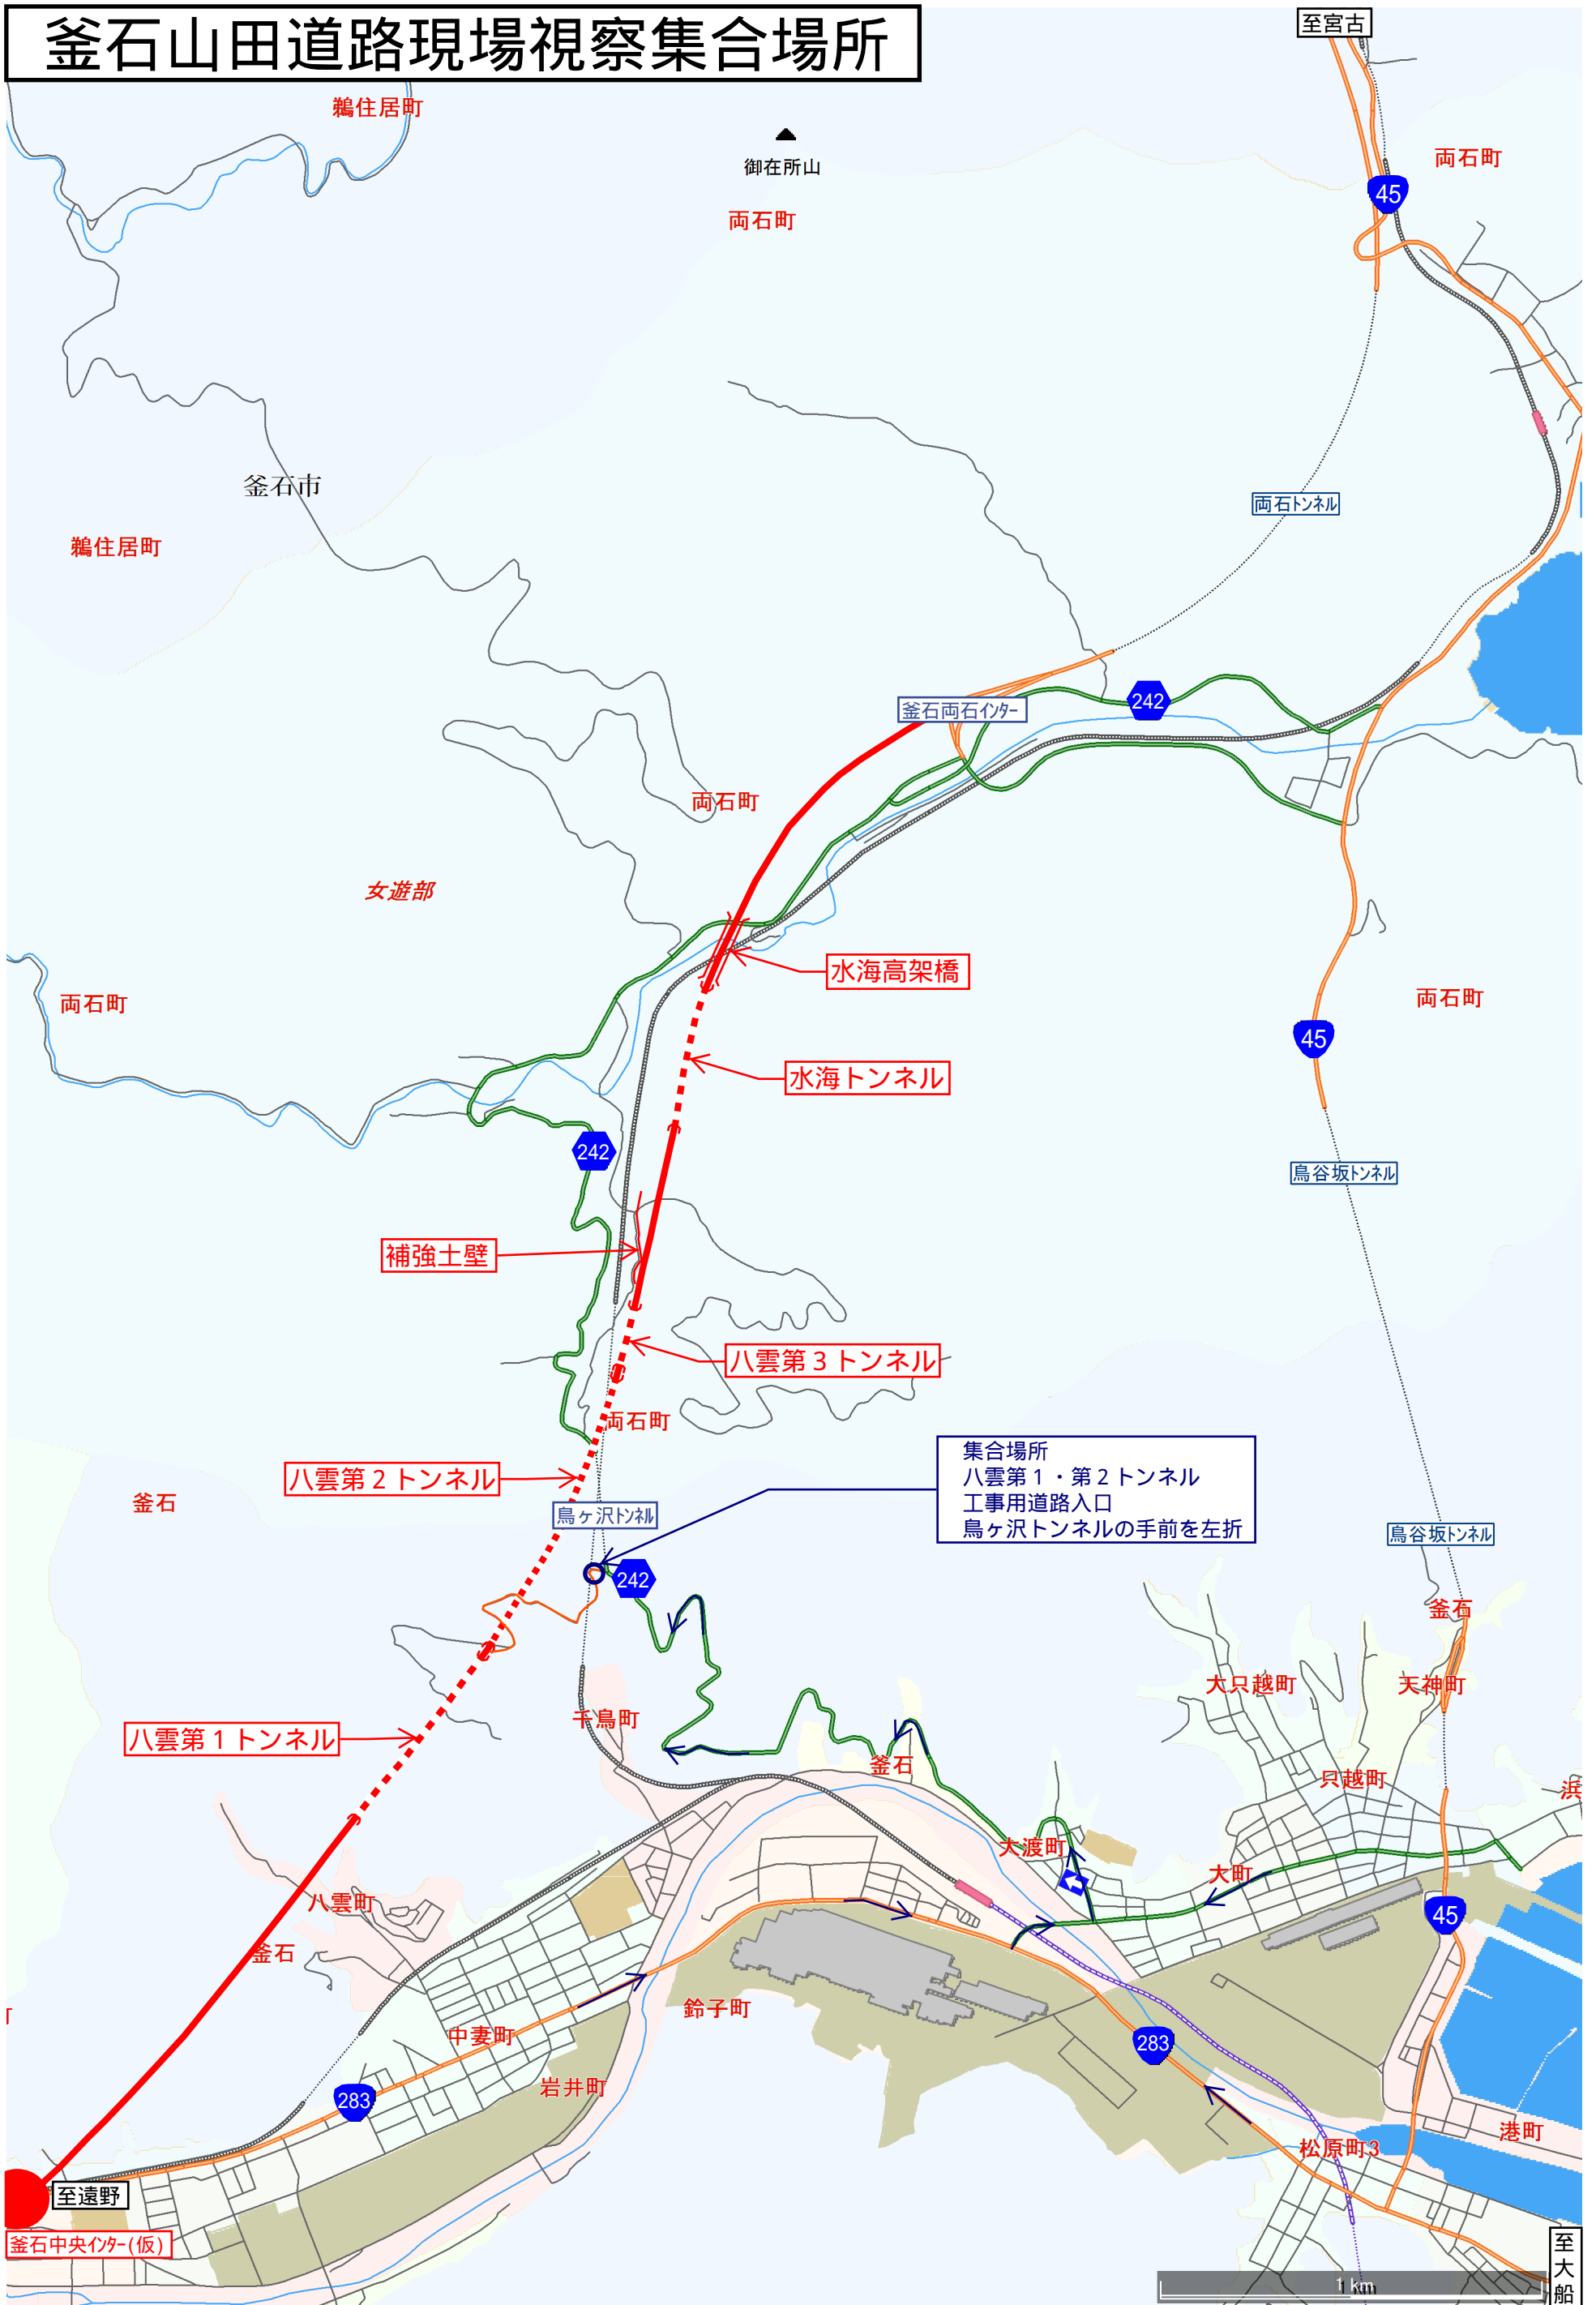 釜石山田道路現場視察集合場所
至宮古
鵜住居町
御在所山
両石町
45
両石町
釜石市
両石トンネル
鵜住居町
釜石両石インター
242
両石町
女遊部
水海高架橋
両石町
両石町
45
水海トンネル
242
鳥谷坂トンネル
補強土壁
八雲第3トンネル
両石町
集合場所
八雲第1・第2トンネル
工事用道路入口
鳥ヶ沢トンネルの手前を左折
八雲第2トンネル
釜石
鳥ヶ沢トンネル
鳥谷坂トンネル
242
釜石
大只越町
天神町
千鳥町
八雲第1トンネル
釜石
只越町
浜
大渡町
大町
八雲町
45
釜石
鈴子町
中妻町
283
岩井町
283
港町
松原町3
至遠野
釜石中央インター(仮)
至大船
1 km